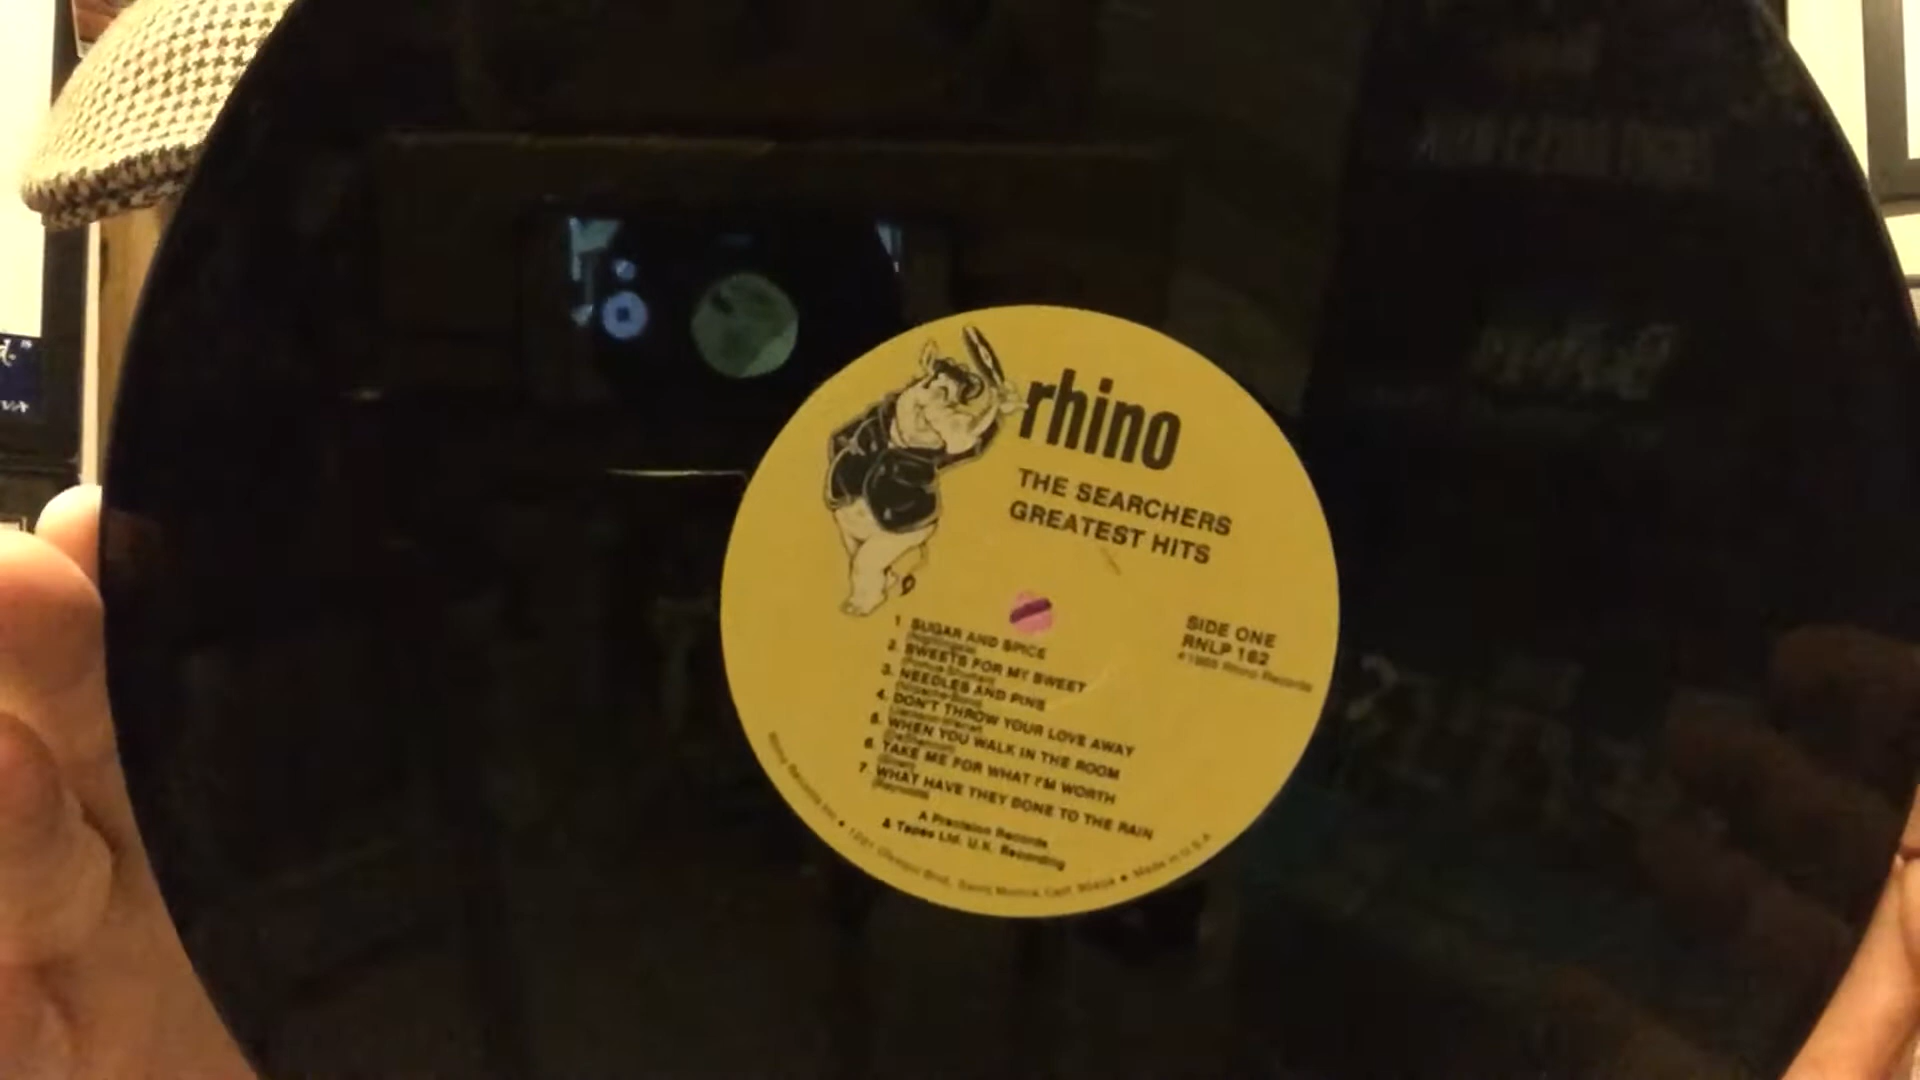 rhino
THE SEARCHERS
GREATEST HITS
SIDE ONE
RNLP 162
1. SUGAR AND SPICE
2. SWEETS FOR MY SWEET
3. NEEDLES AND PINS
4. DON'T THROW YOUR LOVE AWAY
5. WHEN YOU WALK IN THE ROOM
6. TAKE ME FOR WHAT I'M WORTH
7. WHAT HAVE THEY DONE TO THE RAIN
(Reynolds)
A Precision Records
& Tapes Ltd. U.K. Recording
Made in U.S.A.